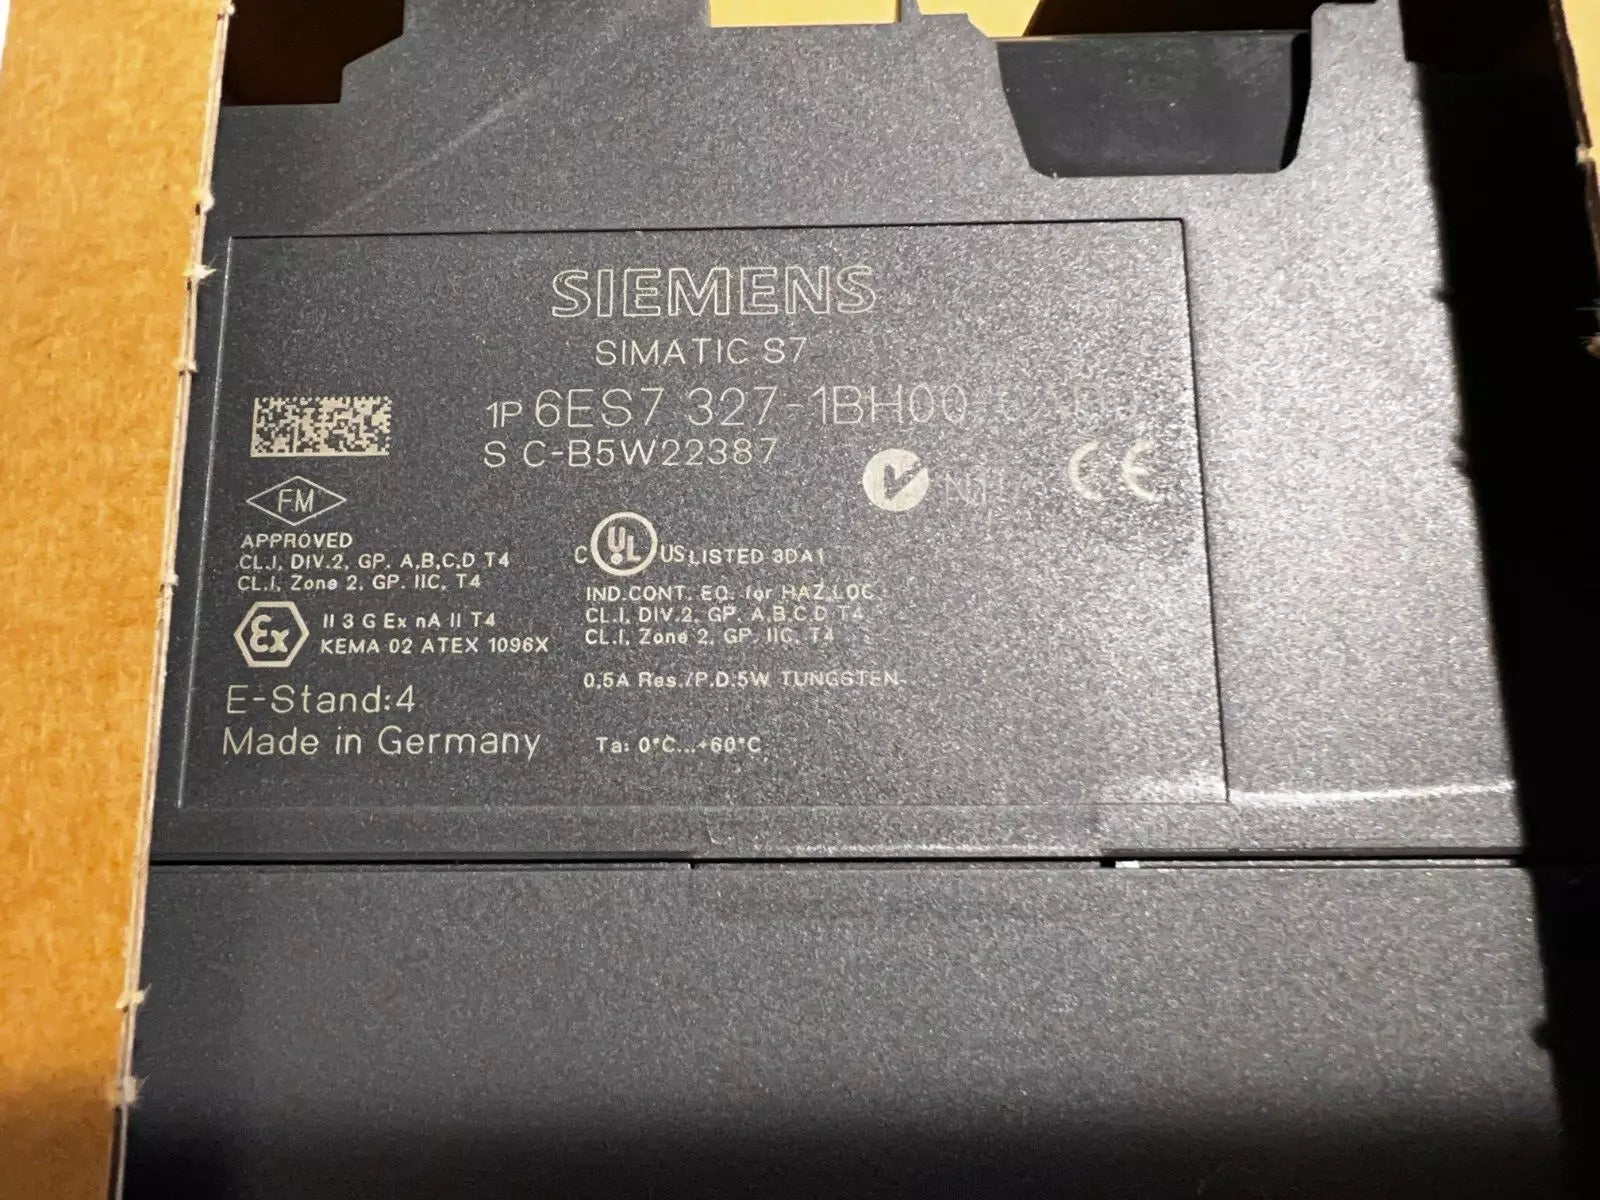 SIEMENS
SIMATIC S7
1P 6ES7 327-1BH00-0AB0
S C-B5W22387
FM
APPROVED
CL.I, DIV.2, GP. A,B,C,D T4
CL.I, Zone 2, GP. IIC, T4
Ex
II 3 G Ex nA II T4
KEMA 02 ATEX 1096X
E-Stand:4
Made in Germany
N117
CE
C UL US LISTED 3DA1
IND.CONT. EQ. for HAZ.LOC
CL.I, DIV.2, GP. A,B,C,D T4
CL.I, Zone 2, GP. IIC, T4
0,5A Res./P.D.5W TUNGSTEN
Ta: 0°C...+60°C